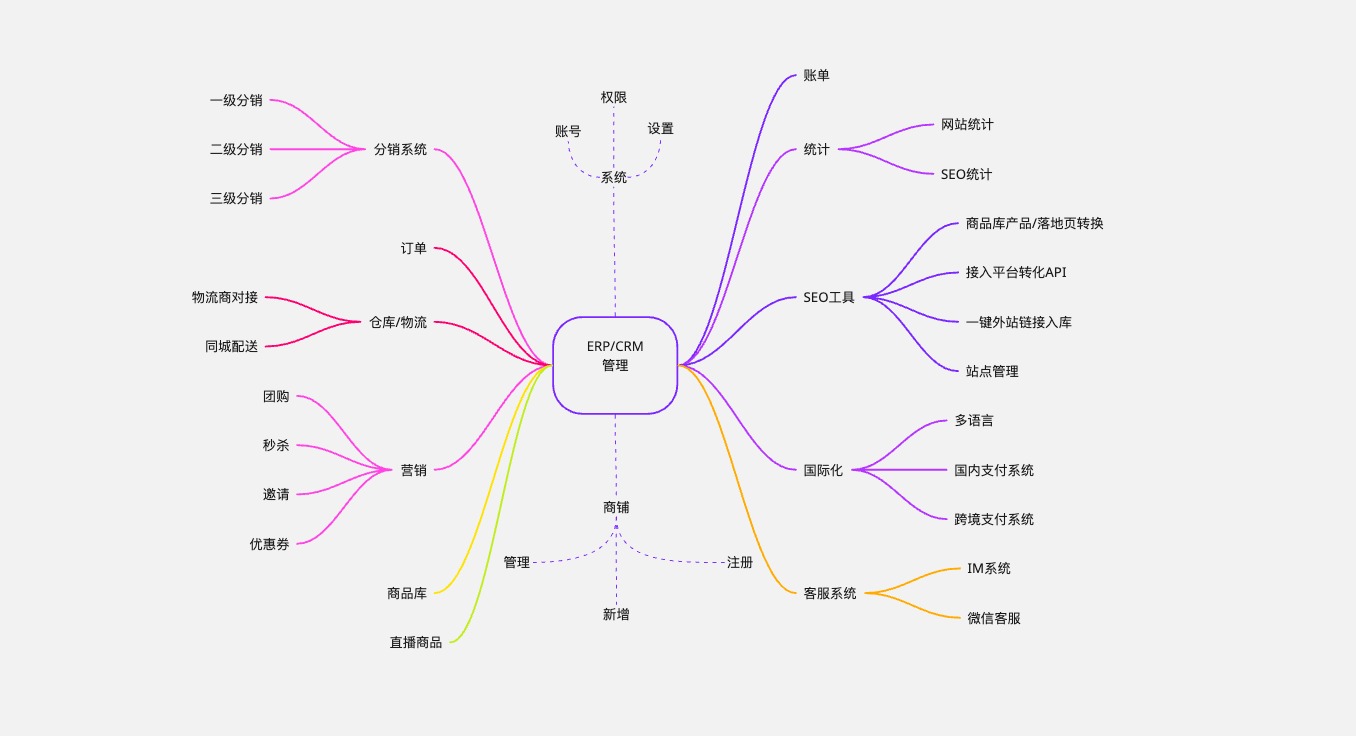 账单
权限
一级分销
网站统计
账号
设置
二级分销
分销系统
统计
SEO统计
系统
三级分销
商品库产品/落地页转换
订单
接入平台转化API
物流商对接
SEO工具
仓库/物流
一键外站链接入库
同城配送
ERP/CRM
管理
站点管理
团购
多语言
秒杀
营销
国际化
国内支付系统
邀请
商铺
跨境支付系统
优惠券
管理
注册
IM系统
商品库
客服系统
新增
微信客服
直播商品